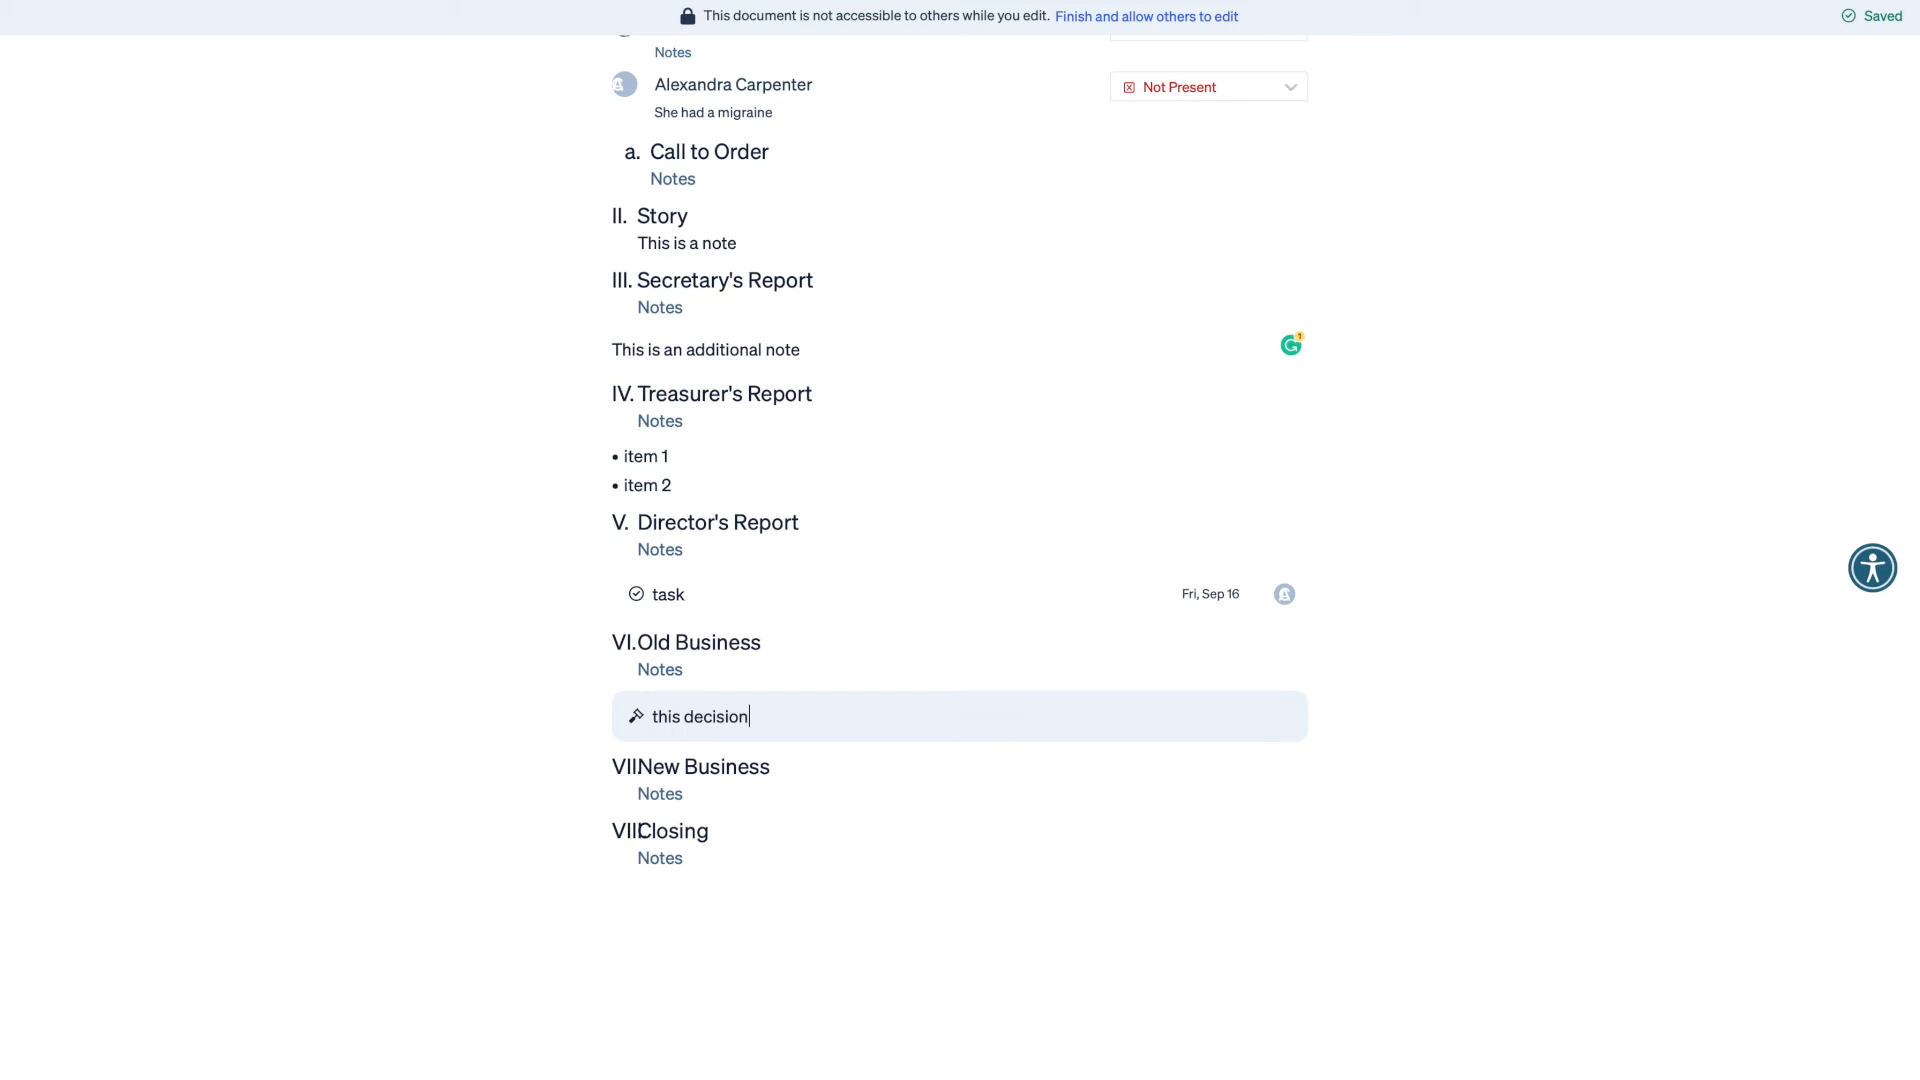 This document is not accessible to others while you edit. Finish and allow others to edit
Saved
Notes
Alexandra Carpenter
Not Present
She had a migraine
a. Call to Order
Notes
II. Story
This is a note
III. Secretary's Report
Notes
This is an additional note
1
IV. Treasurer's Report
Notes
• item 1
• item 2
V. Director's Report
Notes
task
Fri, Sep 16
VI. Old Business
Notes
this decision
VII. New Business
Notes
VIII. Closing
Notes